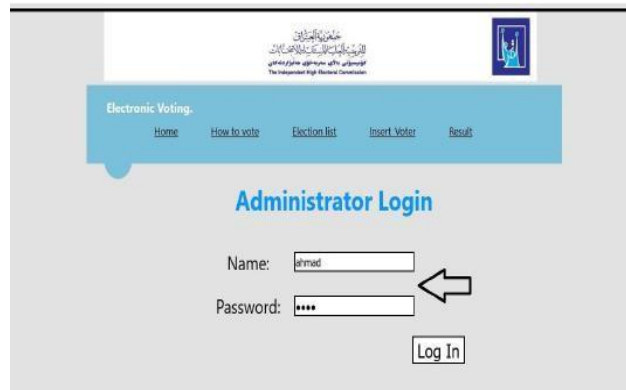 The Independent High Electoral Commission
Electronic Voting.
Home How to vote Election list Insert Voter Result
Administrator Login
Name: ahmad
Password: ••••
Log In